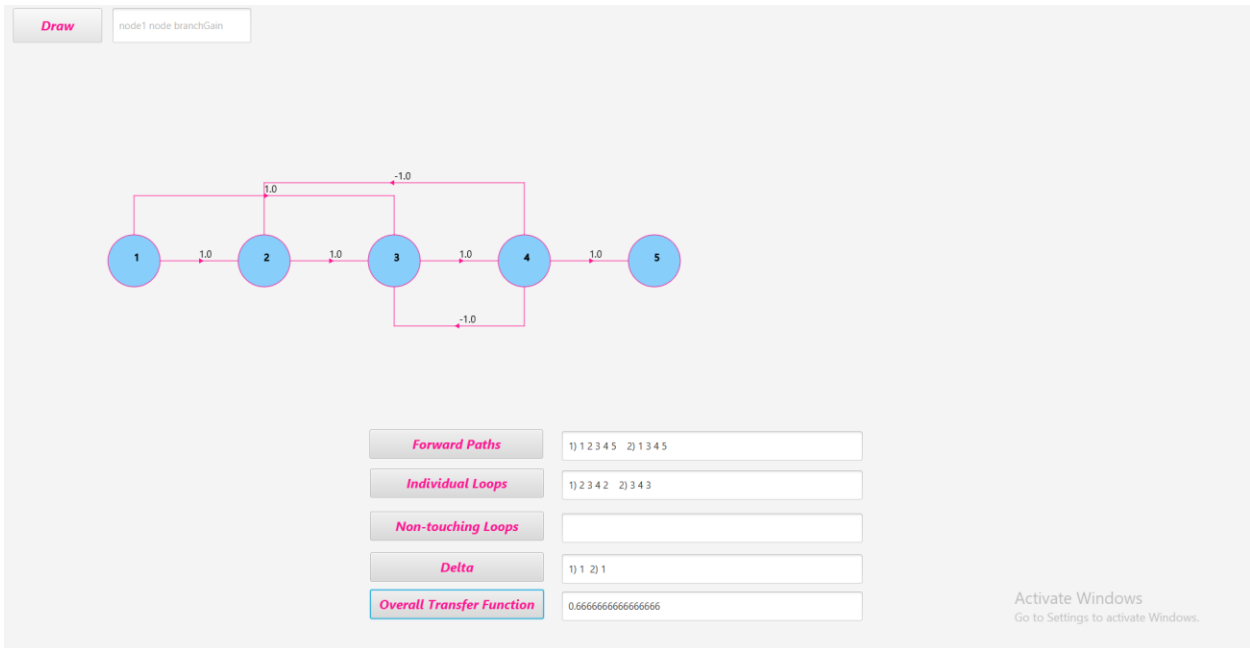 Draw node1 node branchGain
-1.0
1.0
1 1.0 2 1.0 3 1.0 4 1.0 5
-1.0
Forward Paths 1) 1 2 3 4 5 2) 1 3 4 5
Individual Loops 1) 2 3 4 2 2) 3 4 3
Non-touching Loops
Delta 1) 1 2) 1
Overall Transfer Function 0.6666666666666666
Activate Windows
Go to Settings to activate Windows.